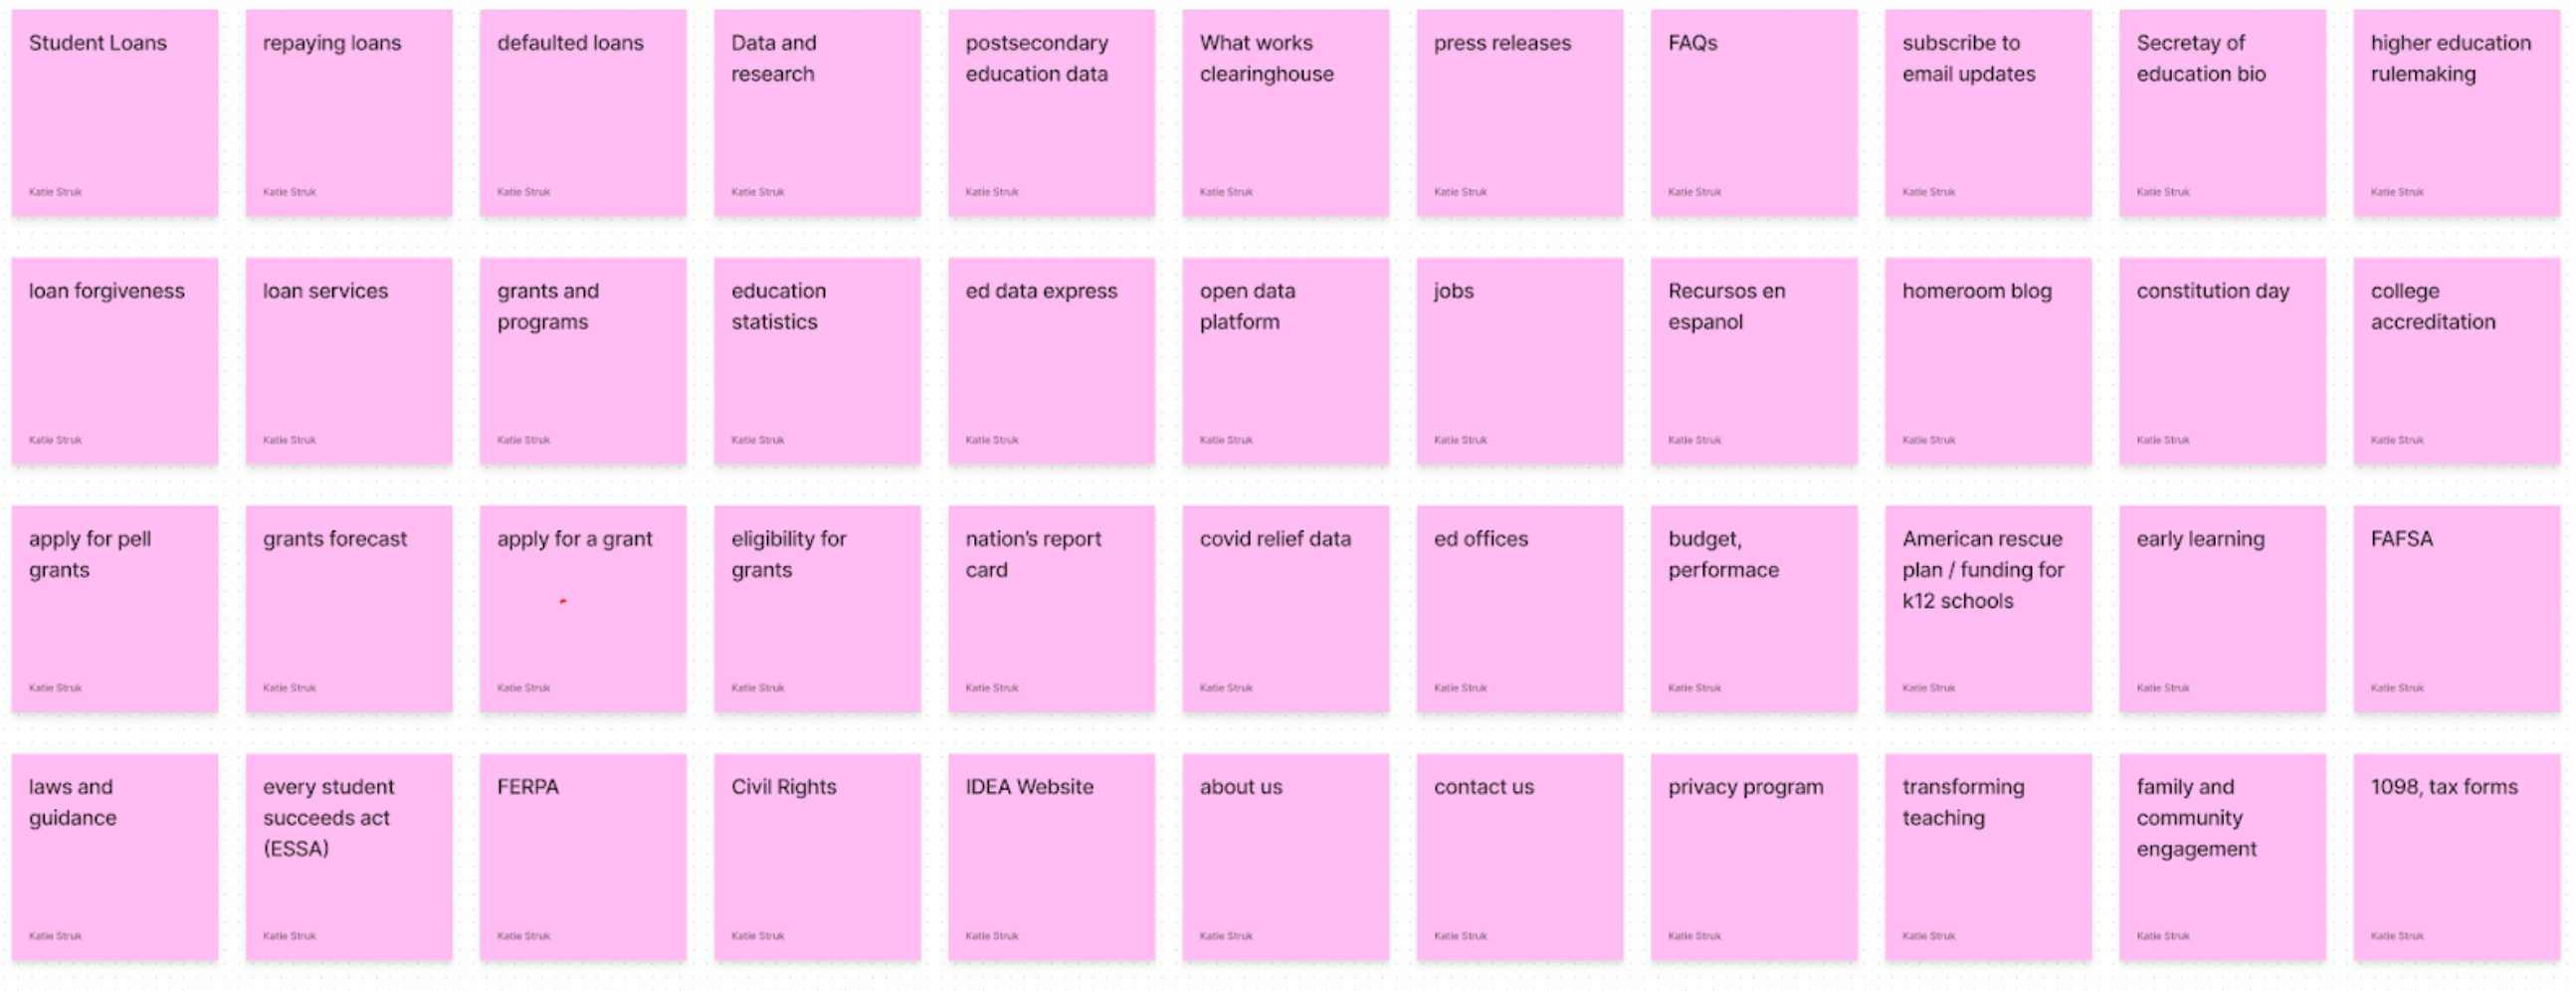 Student Loans
Katie Struk
repaying loans
Katie Struk
defaulted loans
Katie Struk
Data and
research
Katie Struk
postsecondary
education data
Katie Struk
What works
clearinghouse
Katie Struk
press releases
Katie Struk
FAQs
Katie Struk
subscribe to
email updates
Katie Struk
Secretay of
education bio
Katie Struk
higher education
rulemaking
Katie Struk
loan forgiveness
Katie Struk
loan services
Katie Struk
grants and
programs
Katie Struk
education
statistics
Katie Struk
ed data express
Katie Struk
open data
platform
Katie Struk
jobs
Katie Struk
Recursos en
espanol
Katie Struk
homeroom blog
Katie Struk
constitution day
Katie Struk
college
accreditation
Katie Struk
apply for pell
grants
Katie Struk
grants forecast
Katie Struk
apply for a grant
Katie Struk
eligibility for
grants
Katie Struk
nation's report
card
Katie Struk
covid relief data
Katie Struk
ed offices
Katie Struk
budget,
performace
Katie Struk
American rescue
plan / funding for
k12 schools
Katie Struk
early learning
Katie Struk
FAFSA
Katie Struk
laws and
guidance
Katie Struk
every student
succeeds act
(ESSA)
Katie Struk
FERPA
Katie Struk
Civil Rights
Katie Struk
IDEA Website
Katie Struk
about us
Katie Struk
contact us
Katie Struk
privacy program
Katie Struk
transforming
teaching
Katie Struk
family and
community
engagement
Katie Struk
1098, tax forms
Katie Struk